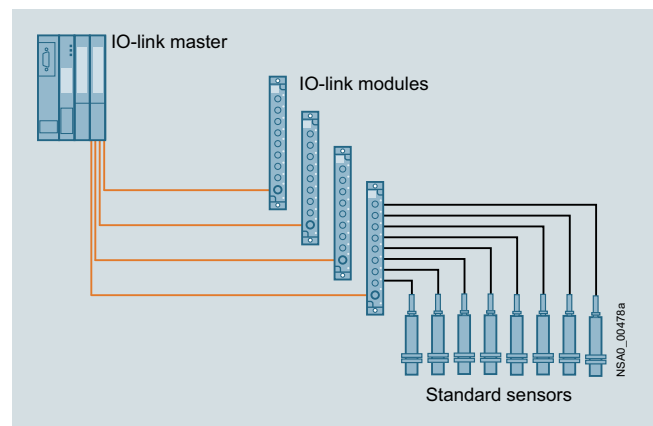 IO-link master
IO-link modules
Standard sensors
NSA0_00478a